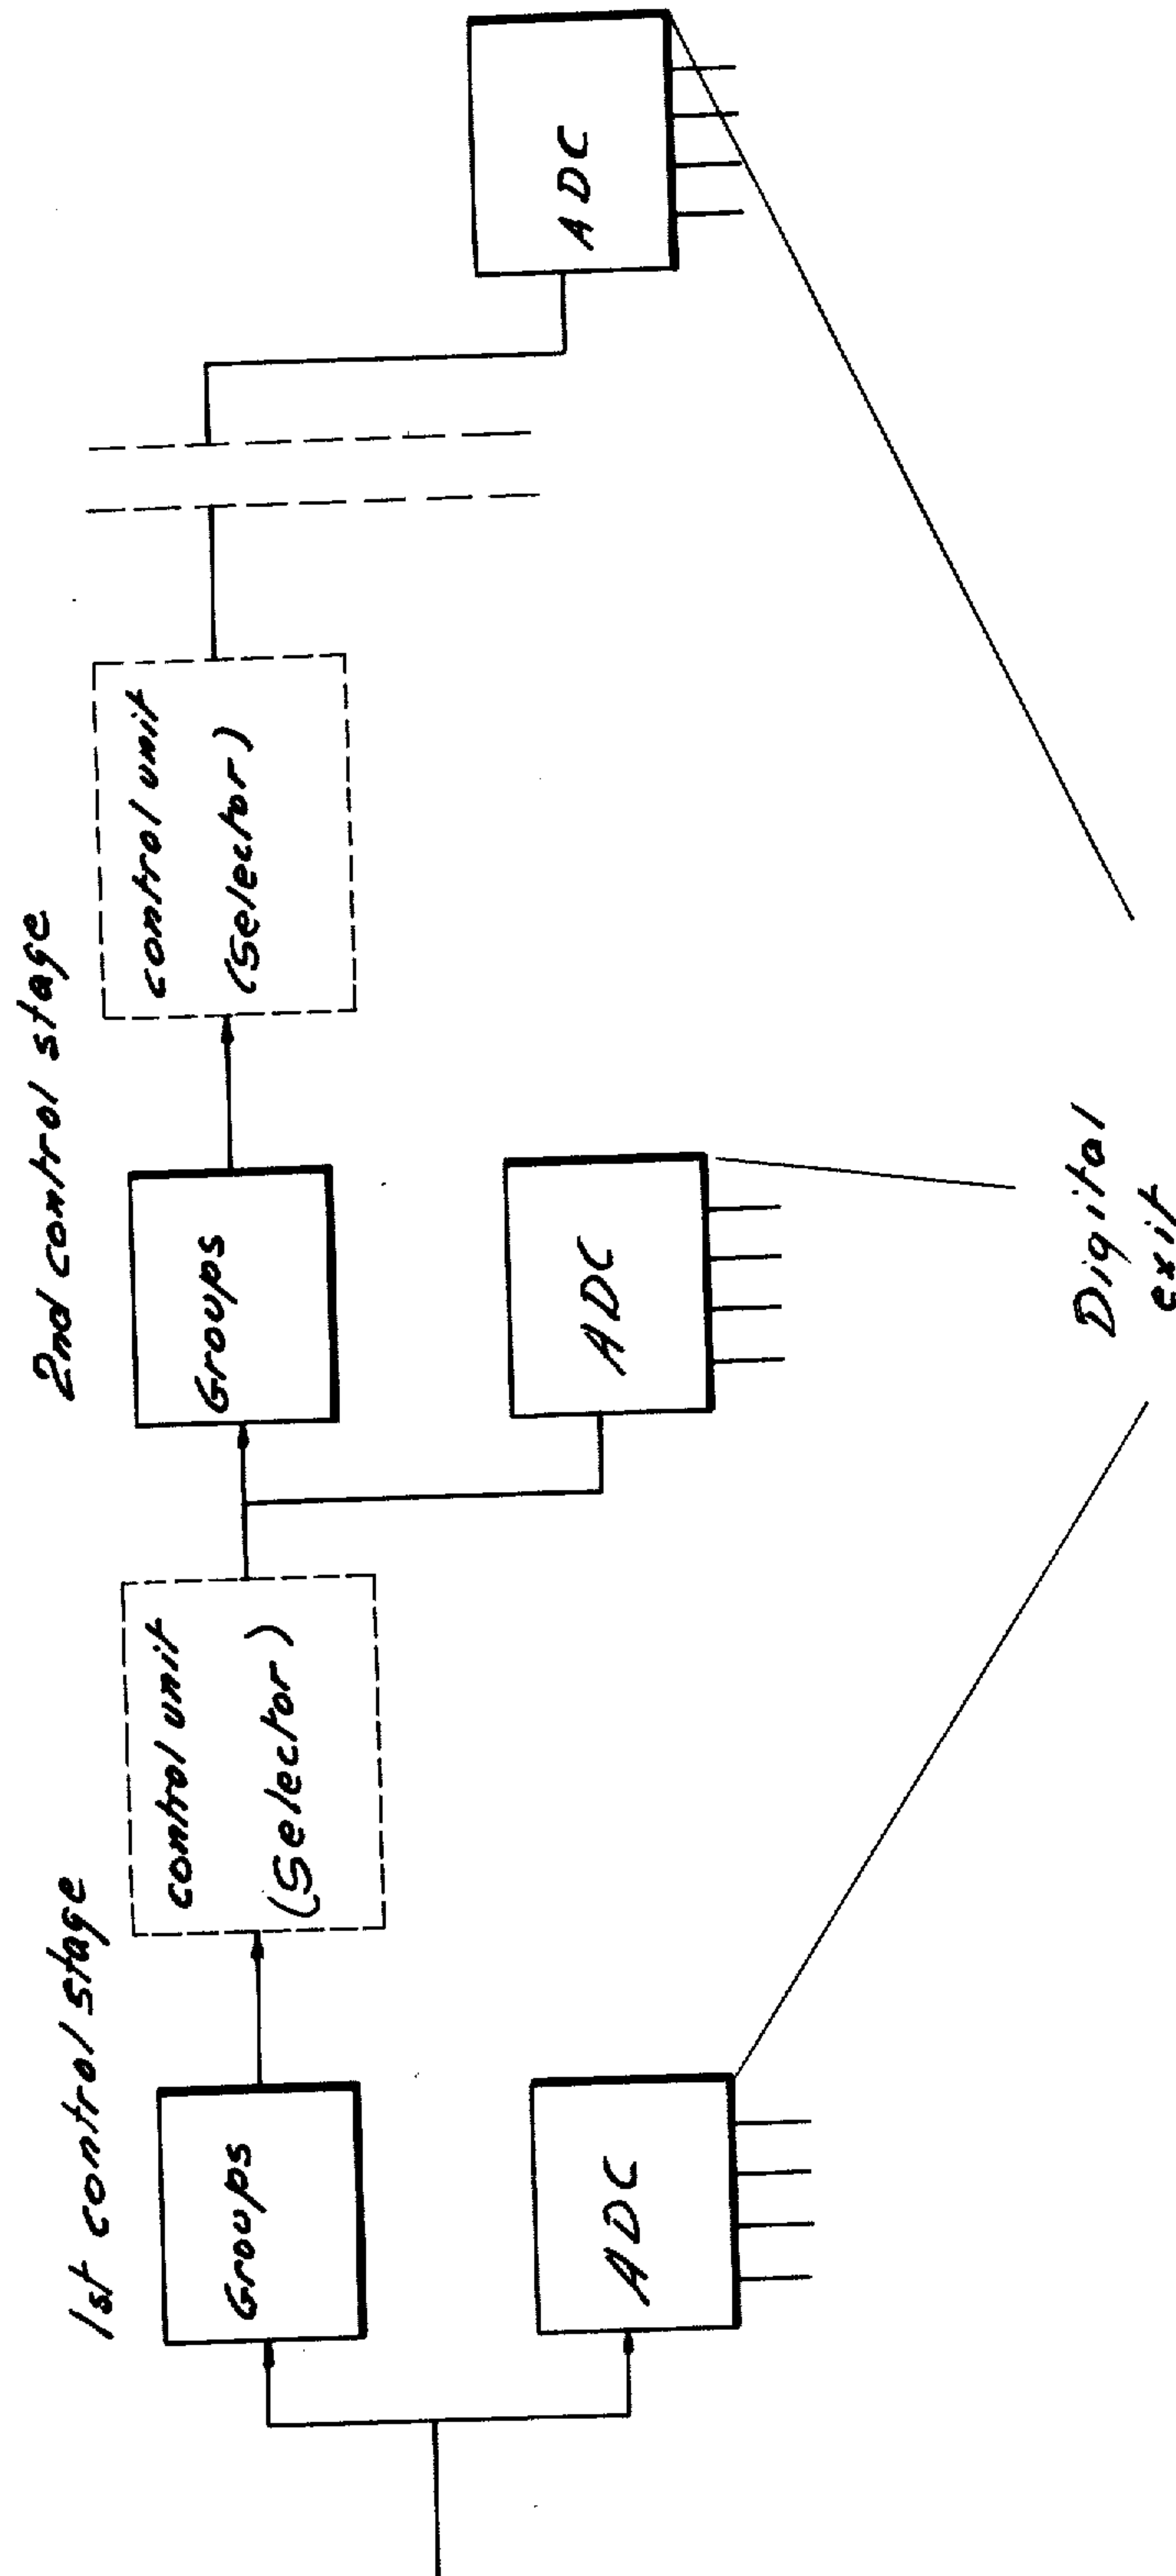 1st control stage
2nd control stage
Groups
control unit
(selector)
Groups
control unit
(selector)
ADC
ADC
ADC
Digital
exit